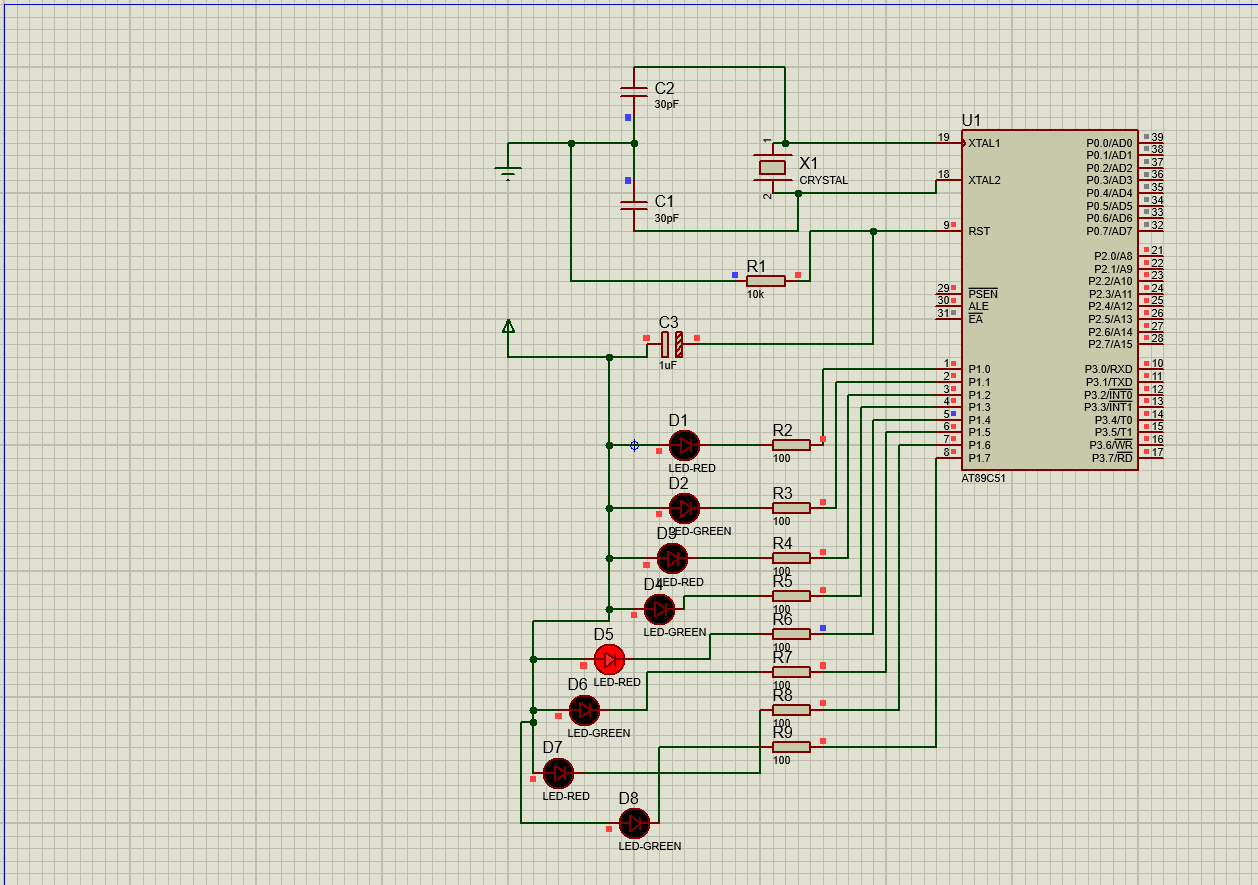 C2
30pF
C1
30pF
1
X1
CRYSTAL
2
R1
10k
C3
1uF
U1
19
XTAL1
18
XTAL2
9
RST
29
PSEN
30
ALE
31
EA
1
P1.0
2
P1.1
3
P1.2
4
P1.3
5
P1.4
6
P1.5
7
P1.6
8
P1.7
P0.0/AD0
39
P0.1/AD1
38
P0.2/AD2
37
P0.3/AD3
36
P0.4/AD4
35
P0.5/AD5
34
P0.6/AD6
33
P0.7/AD7
32
P2.0/A8
21
P2.1/A9
22
P2.2/A10
23
P2.3/A11
24
P2.4/A12
25
P2.5/A13
26
P2.6/A14
27
P2.7/A15
28
P3.0/RXD
10
P3.1/TXD
11
P3.2/INT0
12
P3.3/INT1
13
P3.4/T0
14
P3.5/T1
15
P3.6/WR
16
P3.7/RD
17
AT89C51
D1
LED-RED
R2
100
D2
LED-GREEN
R3
100
D3
LED-RED
R4
100
D4
LED-GREEN
R5
100
D5
LED-RED
R6
100
D6
LED-GREEN
R7
100
D7
LED-RED
R8
100
D8
LED-GREEN
R9
100